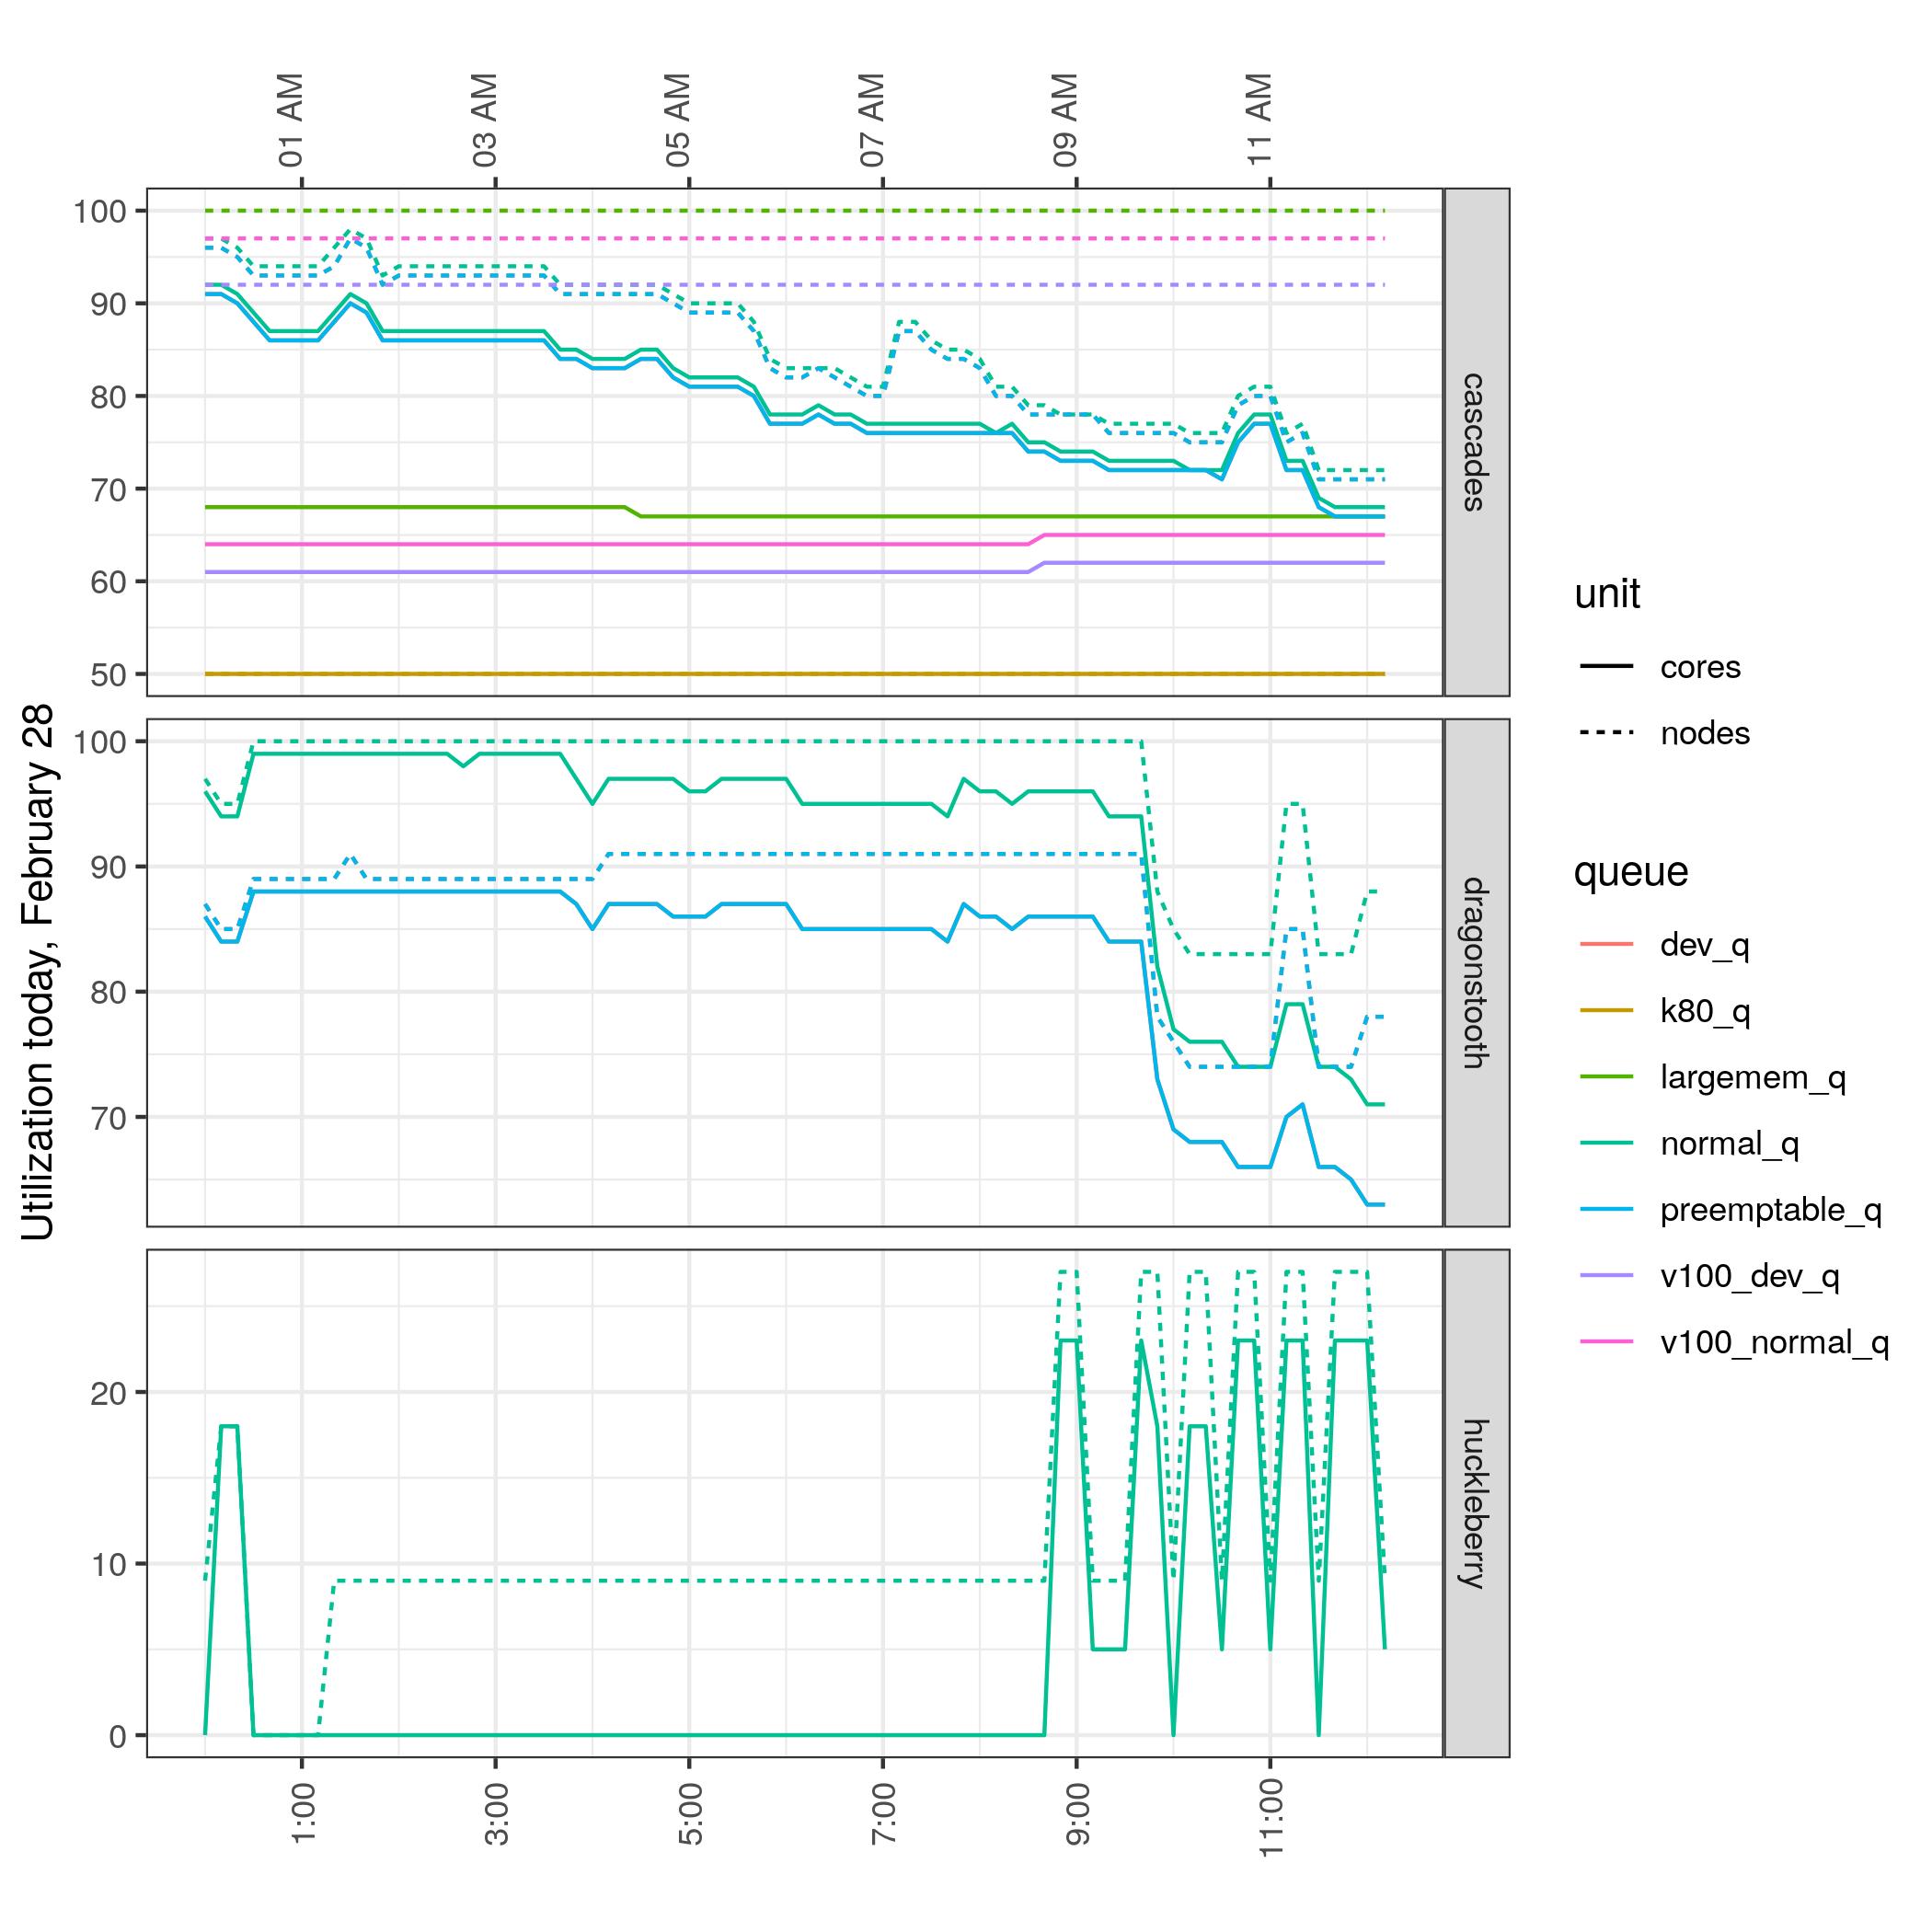 01 AM
03 AM
05 AM
07 AM
09 AM
11 AM
Utilization today, February 28
100
90
80
70
60
50
cascades
100
90
80
70
dragonstooth
20
10
0
huckleberry
1:00
3:00
5:00
7:00
9:00
11:00
unit
cores
nodes
queue
dev_q
k80_q
largemem_q
normal_q
preemptable_q
v100_dev_q
v100_normal_q